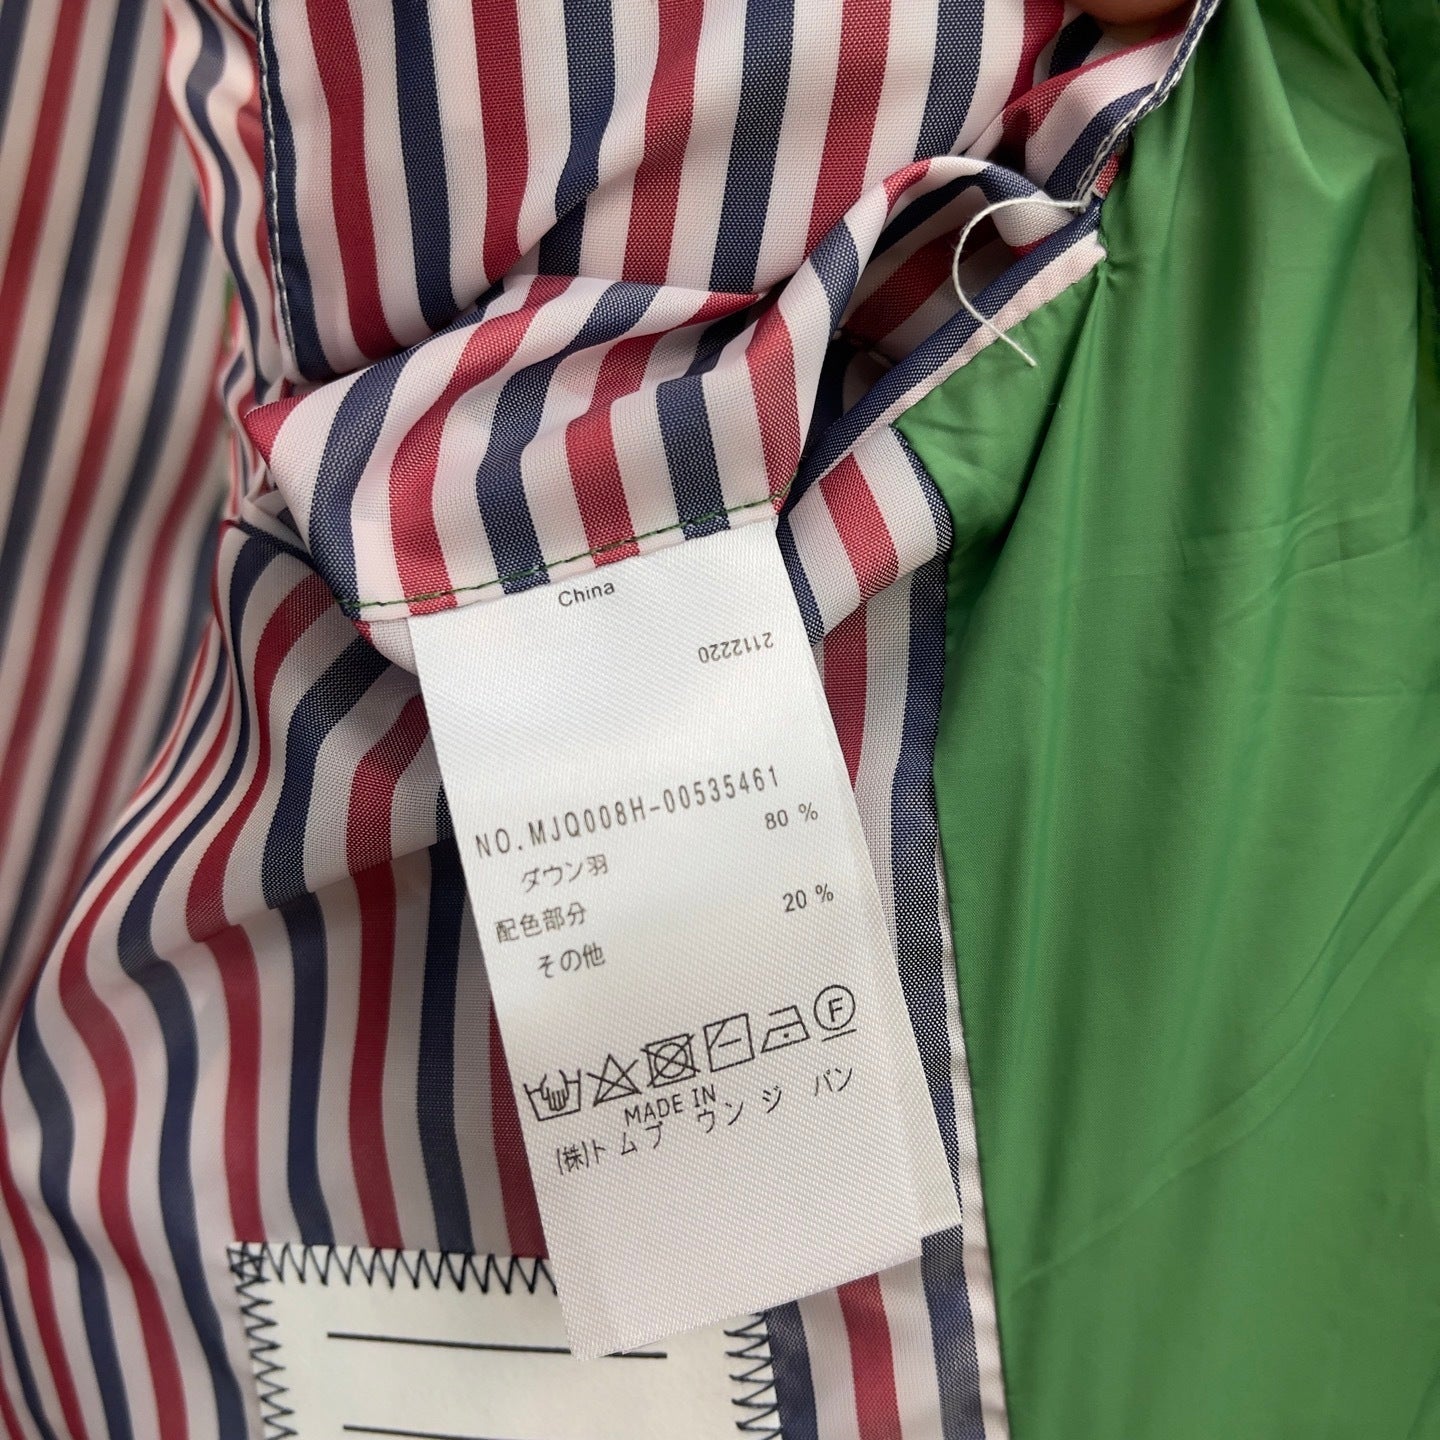 China
2112220
NO.MJQ008H-00535461
ダウン羽 80 %
配色部分
その他 20 %
F
MADE IN
(株)トムブラウン ジャパン